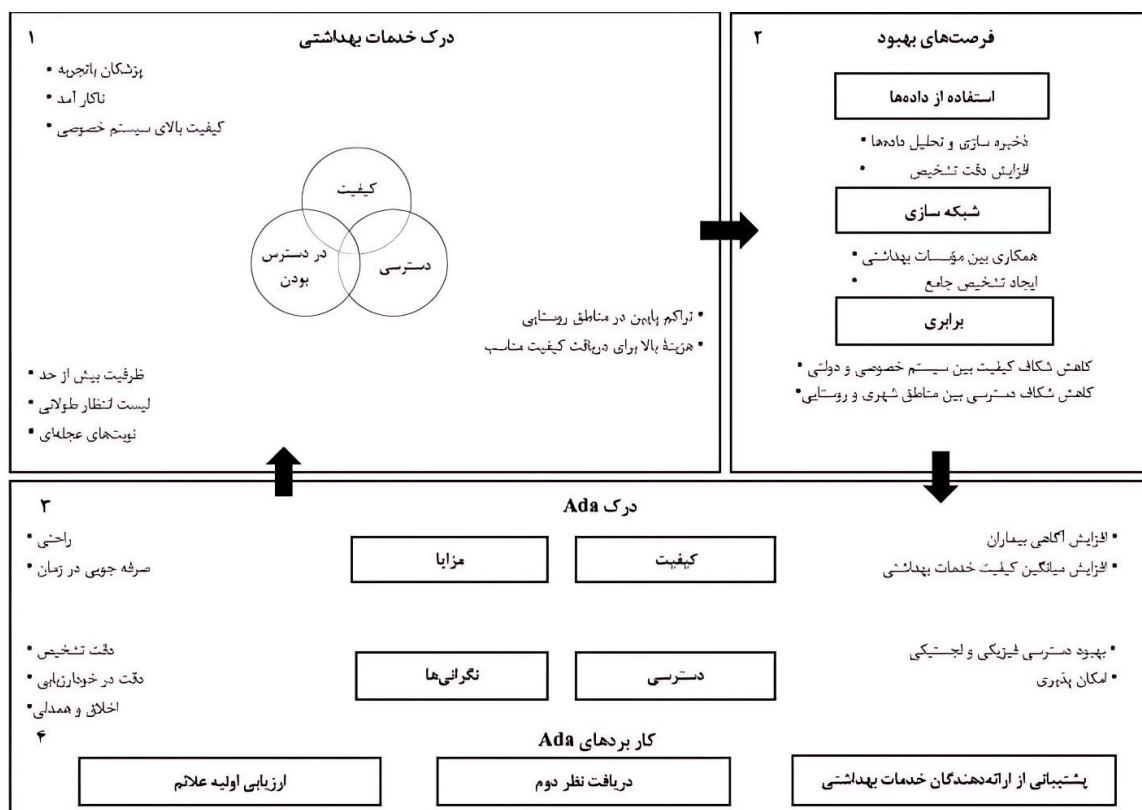 ۱
درک خدمات بهداشتی
• پزشکان باتجربه
• ناکار آمد
• کیفیت بالای سیستم خصوصی
کیفیت
در دسترس
بودن
دسترسی
• تراکم پایین در مناطق روستایی
• هزینهٔ بالا برای دریافت کیفیت مناسب
• ظرفیت بیش از حد
• لیست انتظار طولانی
• نوبت‌های عجله‌ای
۲
فرصت‌های بهبود
استفاده از داده‌ها
• ذخیره سازی و تحلیل داده‌ها
• افزایش دقت تشخیص
شبکه سازی
• همکاری بین مؤسسات بهداشتی
• ایجاد تشخیص جامع
برابری
• کاهش شکاف کیفیت بین سیستم خصوصی و دولتی
• کاهش شکاف دسترسی بین مناطق شهری و روستایی
۳
درک Ada
کیفیت
• افزایش آگاهی بیماران
• افزایش میانگین کیفیت خدمات بهداشتی
مزایا
• راحتی
• صرفه جویی در زمان
دسترسی
• بهبود دسترسی فیزیکی و لجستیکی
• امکان پذیری
نگرانی‌ها
• دقت تشخیص
• دقت در خودارزیابی
• اخلاق و همدلی
۴
کاربردهای Ada
پشتیبانی از ارائه‌دهندگان خدمات بهداشتی
دریافت نظر دوم
ارزیابی اولیه علائم